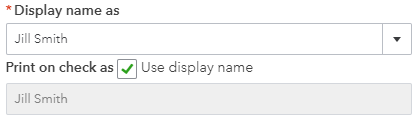 * Display name as
Jill Smith
Print on check as Use display name
Jill Smith